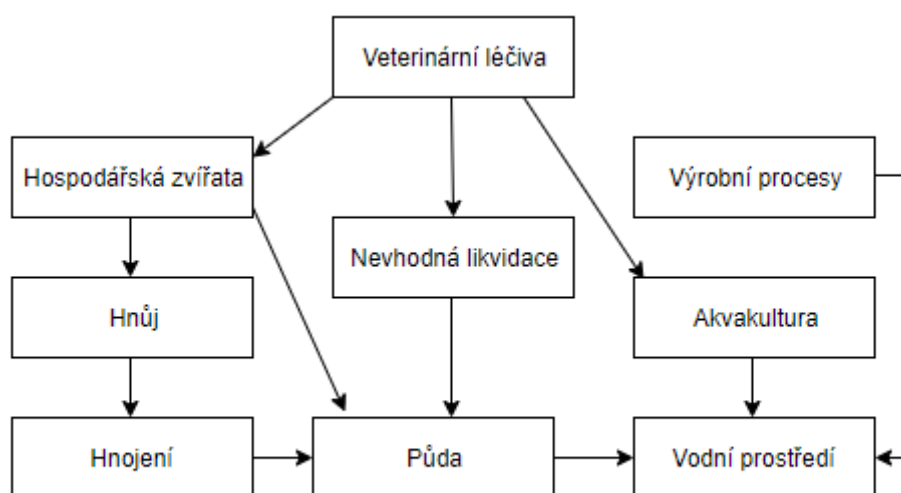 Veterinární léčiva
Hospodářská zvířata
Výrobní procesy
Nevhodná likvidace
Hnůj
Akvakultura
Hnojení
Půda
Vodní prostředí